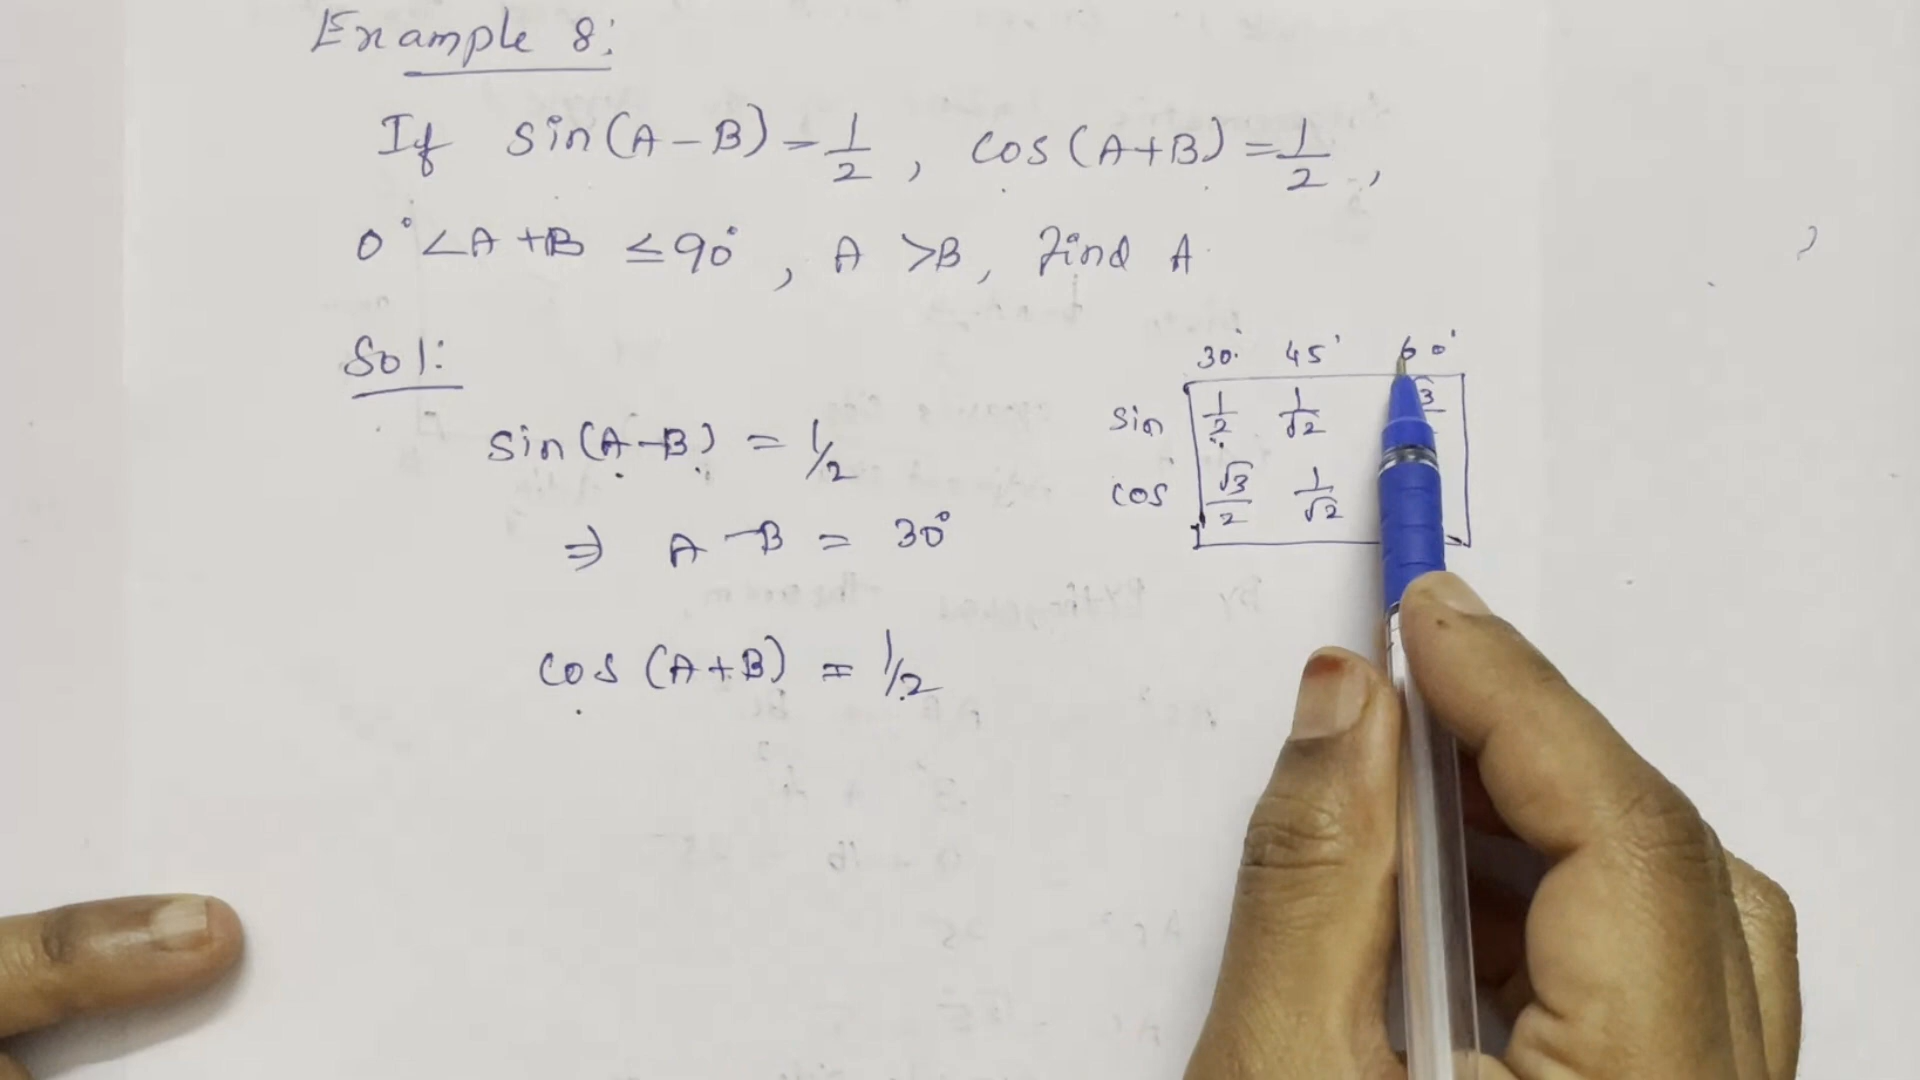 Example 8:
If sin(A-B)=1/2, cos(A+B)=1/2,
0°<A+B ≤90°, A >B, find A
Sol:
30° 45° 60°
sin 1/2 1/√2
cos √3/2 1/√2
sin(A-B) = 1/2
⇒ A-B = 30°
cos(A+B) = 1/2